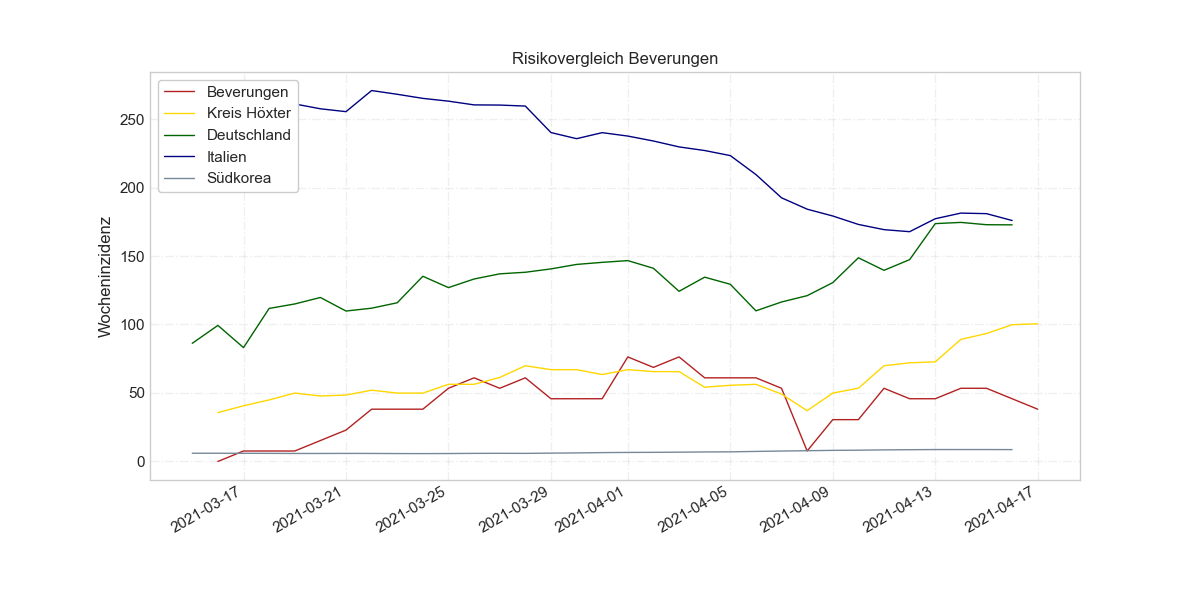 Risikovergleich Beverungen
Wocheninzidenz
250
200
150
100
50
0
Beverungen
Kreis Höxter
Deutschland
Italien
Südkorea
2021-03-17
2021-03-21
2021-03-25
2021-03-29
2021-04-01
2021-04-05
2021-04-09
2021-04-13
2021-04-17